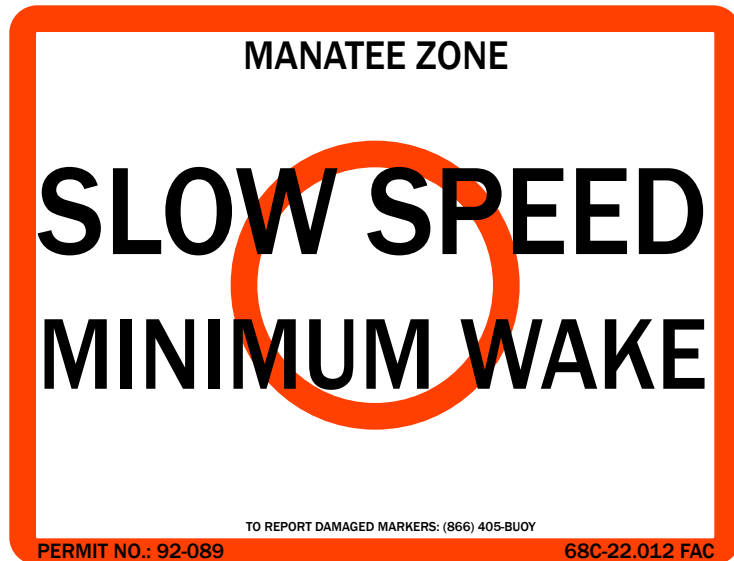 MANATEE ZONE
SLOW SPEED
MINIMUM WAKE
TO REPORT DAMAGED MARKERS: (866) 405-BUOY
PERMIT NO.: 92-089 68C-22.012 FAC